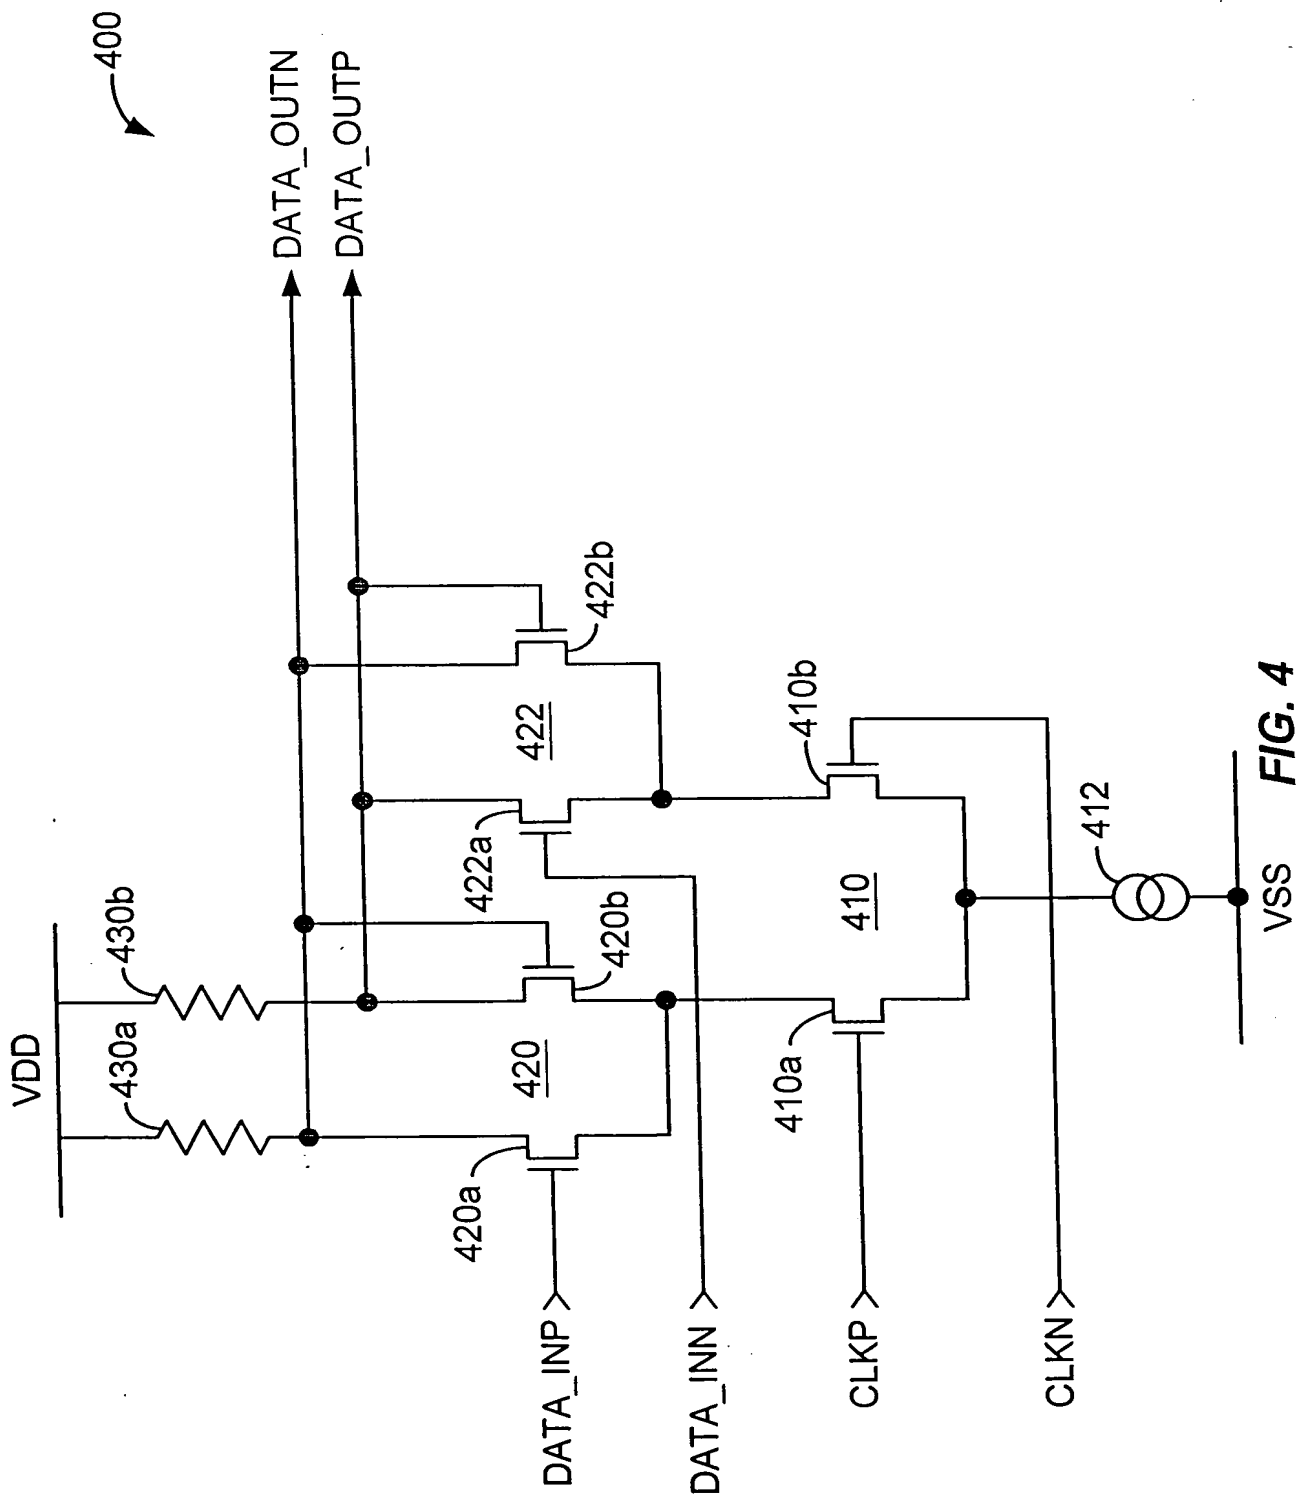 400
VDD
430a
430b
DATA_OUTN
DATA_OUTP
420a
420
420b
422a
422
422b
DATA_INP
DATA_INN
410a
410
410b
CLKP
CLKN
412
VSS
FIG. 4